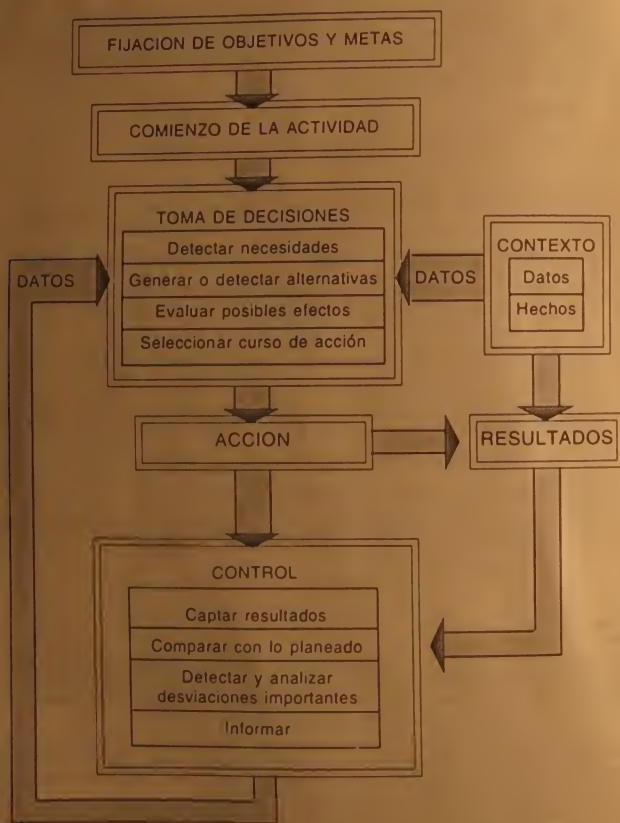 FIJACION DE OBJETIVOS Y METAS
COMIENZO DE LA ACTIVIDAD
TOMA DE DECISIONES
Detectar necesidades
Generar o detectar alternativas
Evaluar posibles efectos
Seleccionar curso de acción
DATOS
DATOS
CONTEXTO
Datos
Hechos
ACCION
RESULTADOS
CONTROL
Captar resultados
Comparar con lo planeado
Detectar y analizar
desviaciones importantes
Informar